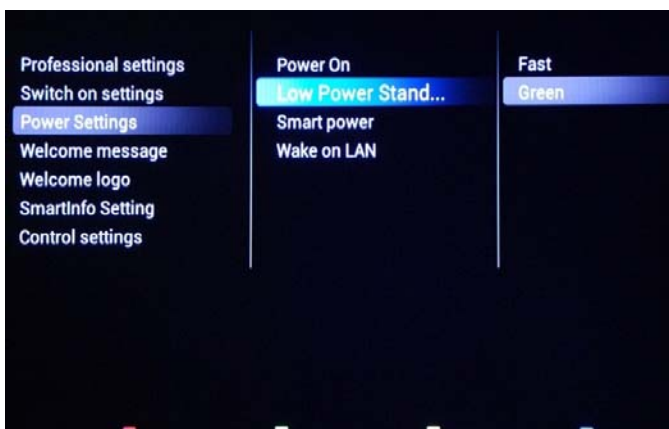 Professional settings
Switch on settings
Power Settings
Welcome message
Welcome logo
SmartInfo Setting
Control settings
Power On
Low Power Stand...
Smart power
Wake on LAN
Fast
Green